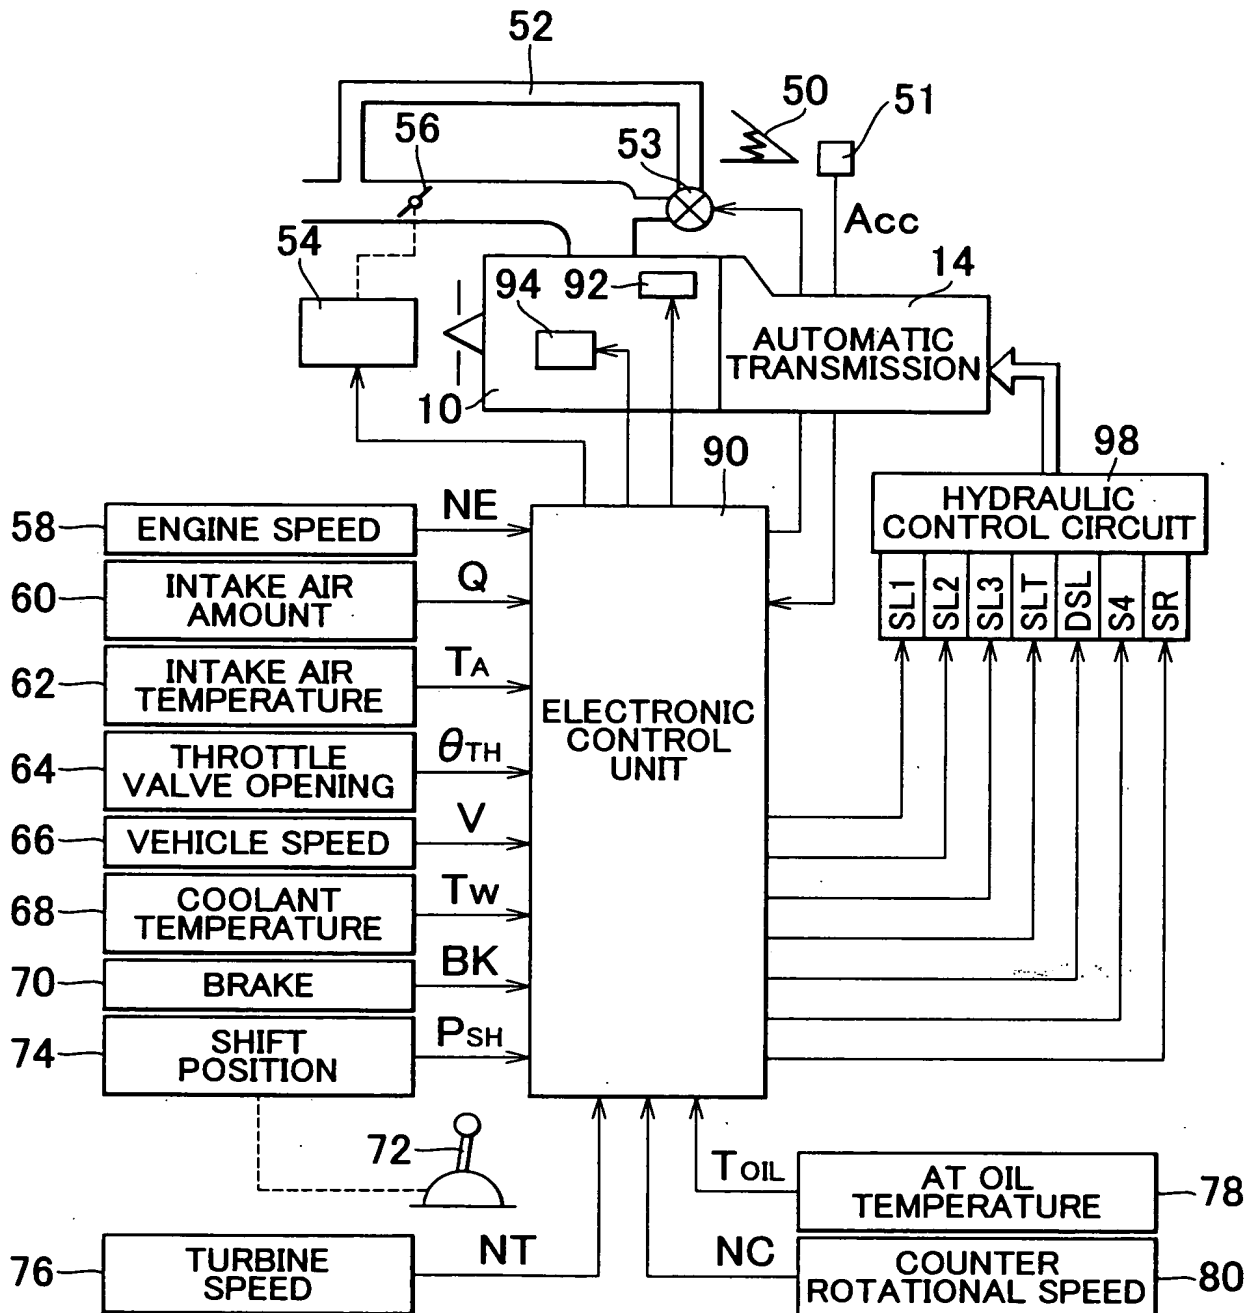 52
50
51
56
53
Acc
54
14
94
92
AUTOMATIC
TRANSMISSION
10
90
98
HYDRAULIC
CONTROL CIRCUIT
SL1
SL2
SL3
SLT
DSL
S4
SR
58
ENGINE SPEED
NE
60
INTAKE AIR
AMOUNT
Q
62
INTAKE AIR
TEMPERATURE
TA
64
THROTTLE
VALVE OPENING
θTH
66
VEHICLE SPEED
V
68
COOLANT
TEMPERATURE
TW
70
BRAKE
BK
74
SHIFT
POSITION
PSH
ELECTRONIC
CONTROL
UNIT
72
TOIL
AT OIL
TEMPERATURE
78
76
TURBINE
SPEED
NT
NC
COUNTER
ROTATIONAL SPEED
80